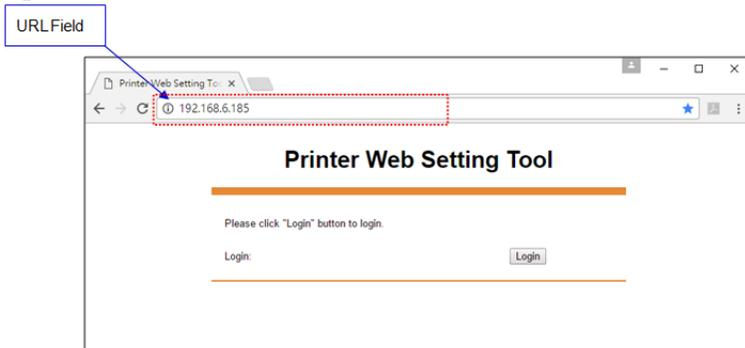 URL Field
Printer Web Setting Too
192.168.6.185
Printer Web Setting Tool
Please click "Login" button to login.
Login:
Login